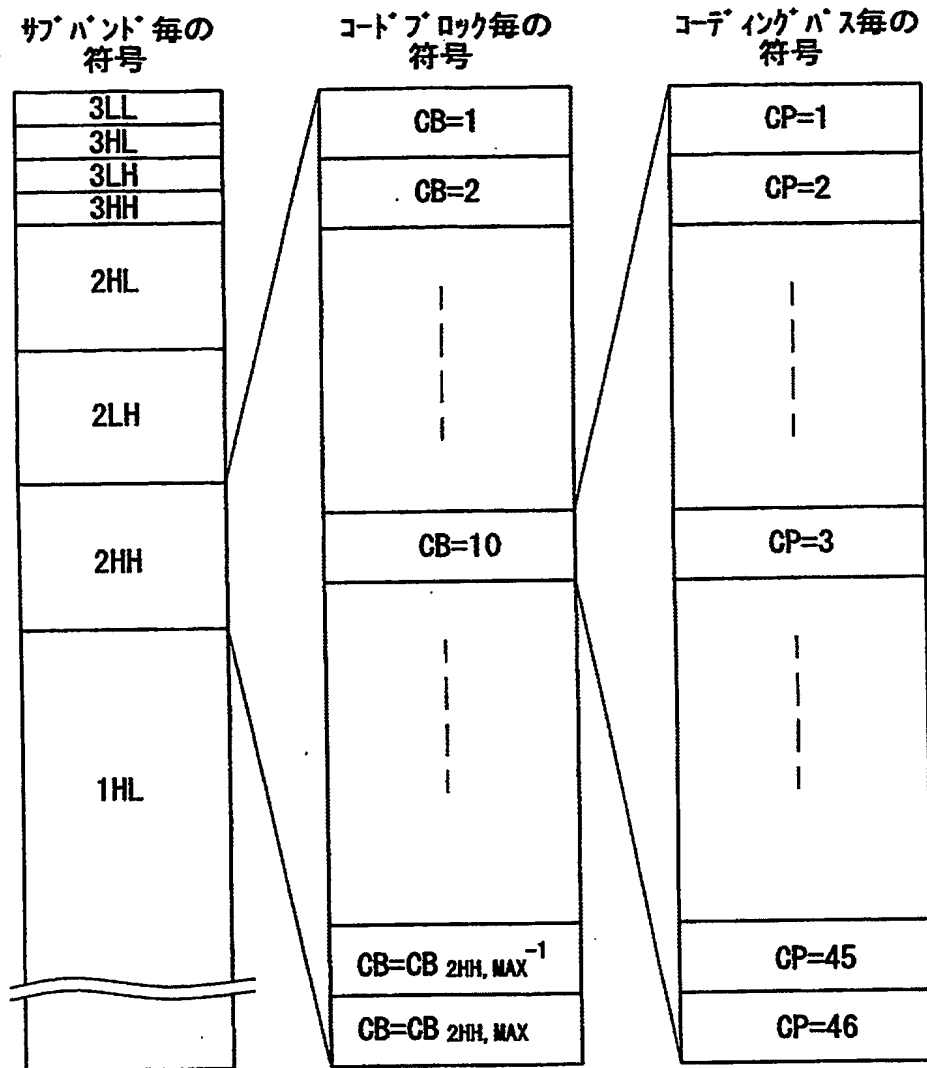 サブバンド毎の
符号
コードブロック毎の
符号
コーディングパス毎の
符号
3LL
3HL
3LH
3HH
2HL
2LH
2HH
1HL
CB=1
CB=2
CB=10
CB=CB 2HH, MAX -1
CB=CB 2HH, MAX
CP=1
CP=2
CP=3
CP=45
CP=46